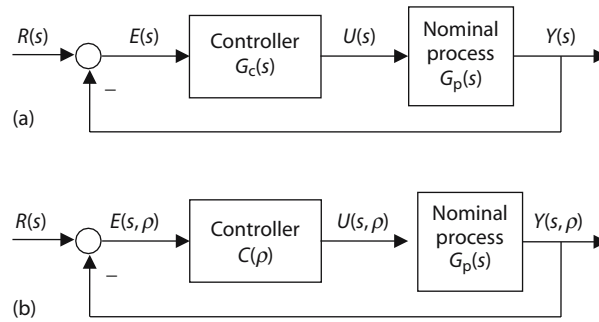 R(s) E(s) Controller Gc(s) U(s) Nominal process Gp(s) Y(s)
−
(a)
R(s) E(s, ρ) Controller C(ρ) U(s, ρ) Nominal process Gp(s) Y(s, ρ)
−
(b)